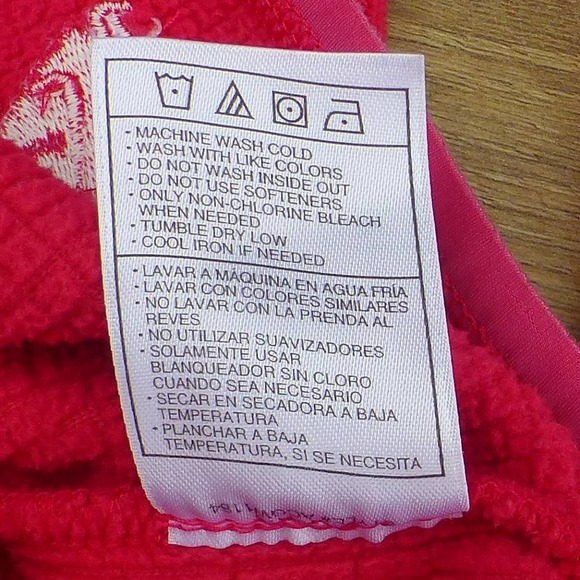 · MACHINE WASH COLD
· WASH WITH LIKE COLORS
· DO NOT WASH INSIDE OUT
· DO NOT USE SOFTENERS
· ONLY NON-CHLORINE BLEACH
WHEN NEEDED
· TUMBLE DRY LOW
· COOL IRON IF NEEDED
· LAVAR A MÁQUINA EN AGUA FRÍA
· LAVAR CON COLORES SIMILARES
· NO LAVAR CON LA PRENDA AL
REVES
· NO UTILIZAR SUAVIZADORES
· SOLAMENTE USAR
BLANQUEADOR SIN CLORO
CUANDO SEA NECESARIO
· SECAR EN SECADORA A BAJA
TEMPERATURA
· PLANCHAR A BAJA
TEMPERATURA, SI SE NECESITA